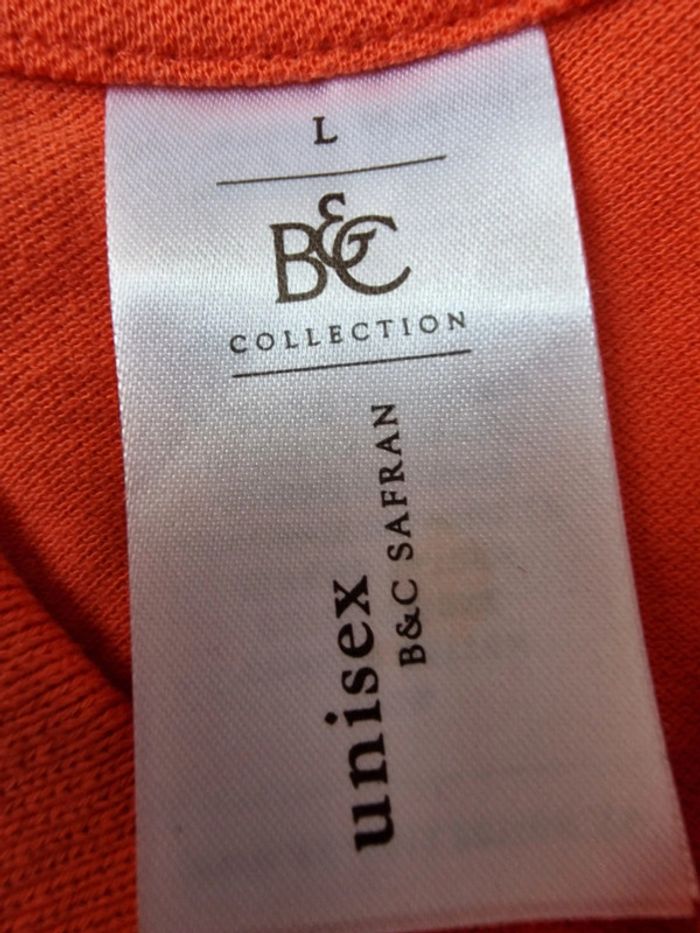 L
B&C
COLLECTION
unisex
B&C SAFRAN